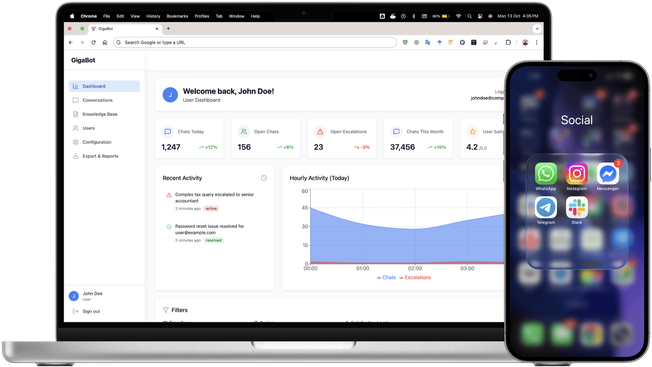 Chrome File Edit View History Bookmarks Profiles Tab Window Help
80%
Mon 13 Oct 4:05 PM
GigaBot
Search Google or type a URL
GigaBot
Dashboard
Conversations
Knowledge Base
Users
Configuration
Export & Reports
John Doe
user
Sign out
J
J
Welcome back, John Doe!
User Dashboard
Logg
johndoe@comp
Chats Today
1,247
+12%
Open Chats
156
+8%
Open Escalations
23
-3%
Chats This Month
37,456
+15%
User Satis
4.2 /5.0
Recent Activity
Complex tax query escalated to senior
accountant
2 minutes ago active
Password reset issue resolved for
user@example.com
5 minutes ago resolved
Hourly Activity (Today)
60
45
30
15
0
00:00 01:00 02:00 03:00
Chats Escalations
Filters
Social
3
WhatsApp Instagram Messenger
Telegram Slack